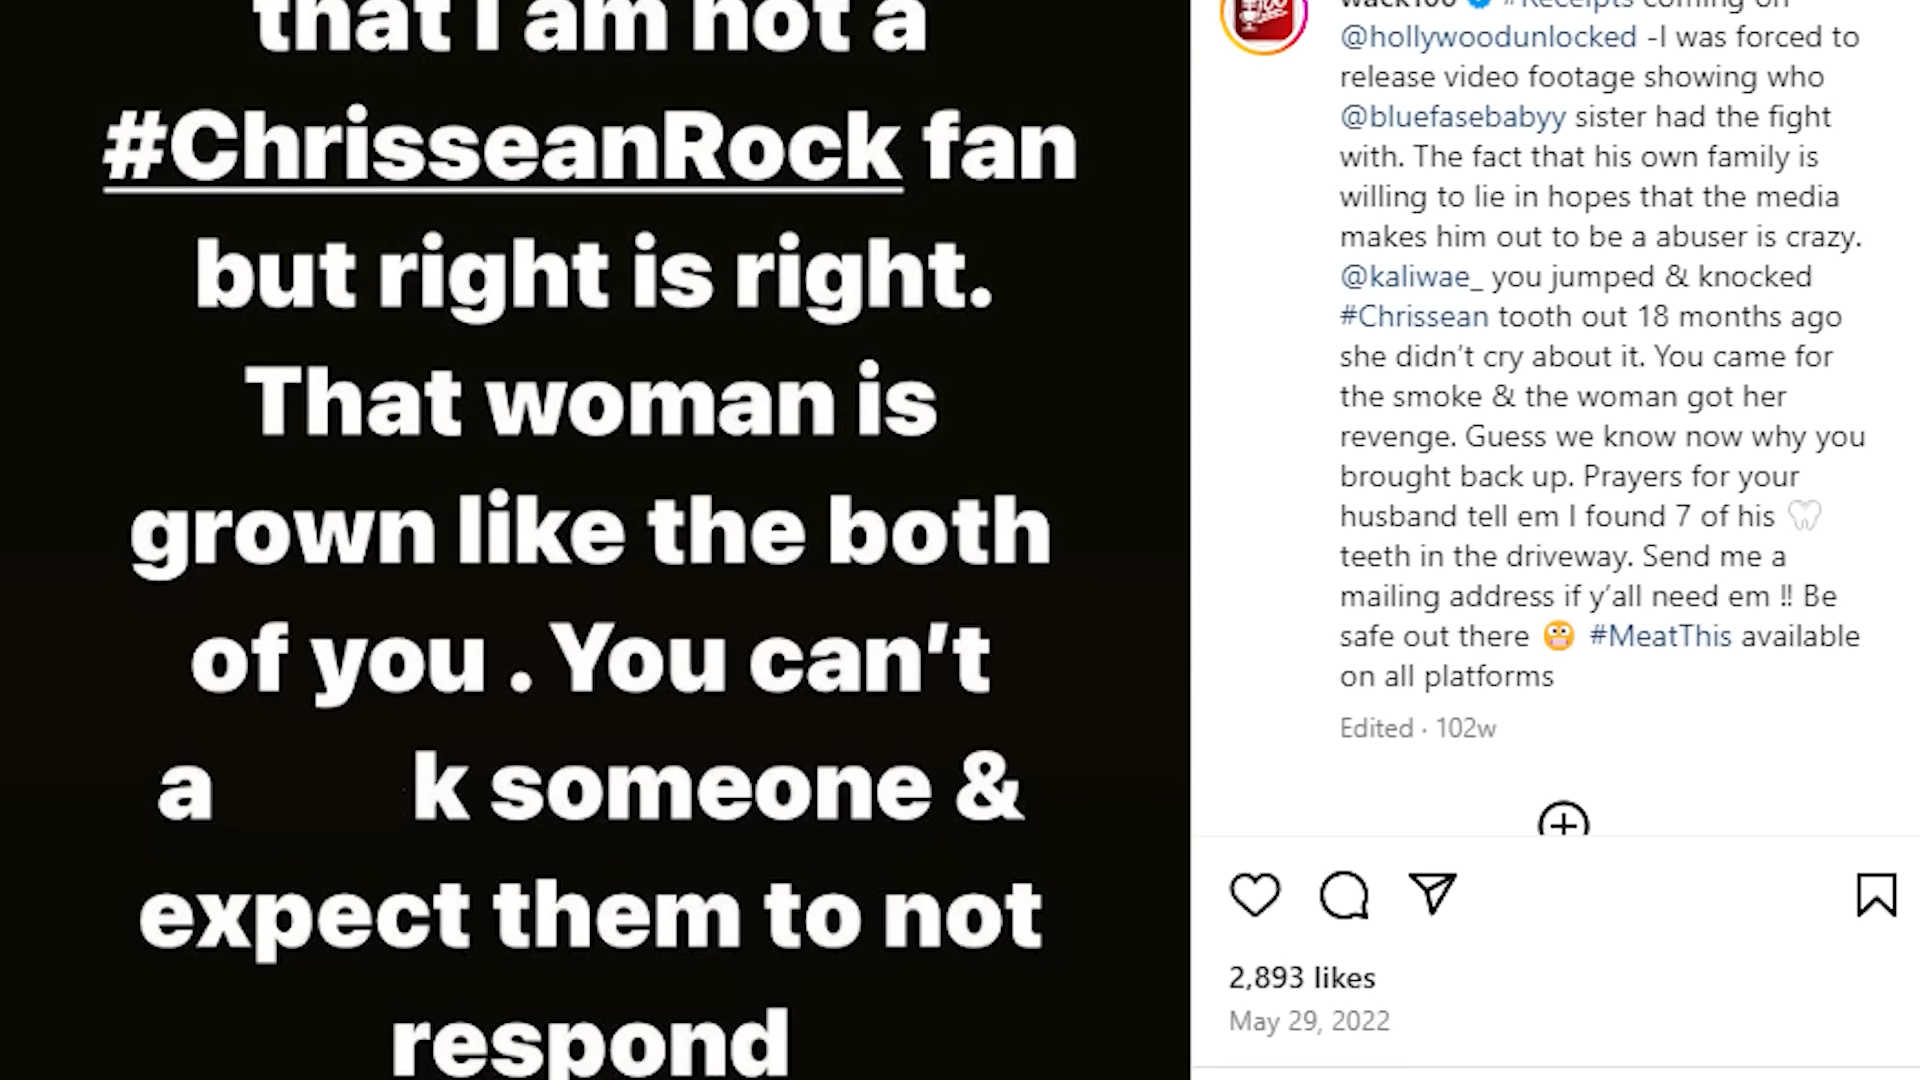 that I am not a
#ChrisseanRock fan
but right is right.
That woman is
grown like the both
of you . You can't
a k someone &
expect them to not
respond
wack100 #Receipts coming on
@hollywoodunlocked -I was forced to
release video footage showing who
@bluefasebabyy sister had the fight
with. The fact that his own family is
willing to lie in hopes that the media
makes him out to be a abuser is crazy.
@kaliwae_ you jumped & knocked
#Chrissean tooth out 18 months ago
she didn't cry about it. You came for
the smoke & the woman got her
revenge. Guess we know now why you
brought back up. Prayers for your
husband tell em I found 7 of his 🦷
teeth in the driveway. Send me a
mailing address if y'all need em ‼ Be
safe out there 😬 #MeatThis available
on all platforms
Edited · 102w
2,893 likes
May 29, 2022